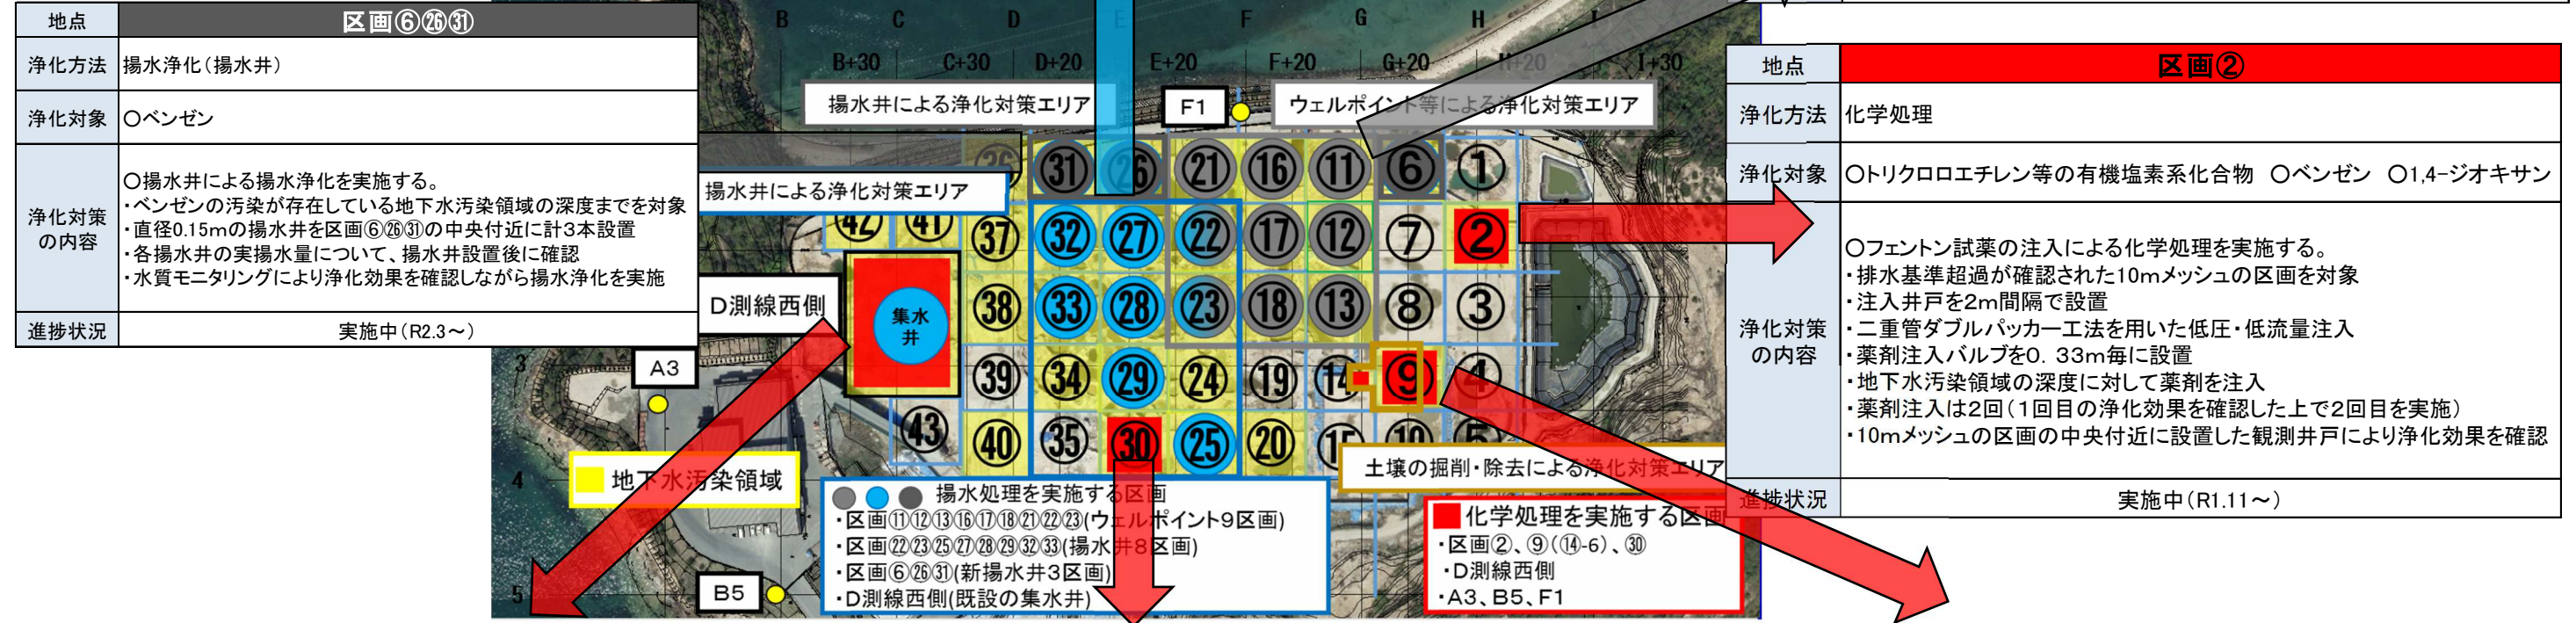 地点 区画⑥㉖㉛
浄化方法 揚水浄化（揚水井）
浄化対象 ○ベンゼン
浄化対策の内容
○揚水井による揚水浄化を実施する。
・ベンゼンの汚染が存在している地下水汚染領域の深度までを対象
・直径0.15mの揚水井を区画⑥㉖㉛の中央付近に計3本設置
・各揚水井の実揚水量について、揚水井設置後に確認
・水質モニタリングにより浄化効果を確認しながら揚水浄化を実施
進捗状況 実施中（R2.3～）
B C D E F G H I
B+30 C+30 D+20 E+20 F+20 G+20 H+20 I+30
揚水井による浄化対策エリア
F1
ウェルポイント等による浄化対策エリア
36 ㉛ ㉖ ㉑ ⑯ ⑪ ⑥ ①
揚水井による浄化対策エリア
㊷ ㊶ ㊲ ㉜ ㉗ ㉒ ⑰ ⑫ ⑦ ②
D測線西側
集水井
㊳ ㉝ ㉘ ㉓ ⑱ ⑬ ⑧ ③
3
A3
㊴ ㉞ ㉙ ㉔ ⑲ ⑭ ⑨ ④
㊸ ㊵ ㉟ ㉚ ㉕ ⑳ ⑮ ⑩ ⑤
4
地下水汚染領域
土壌の掘削・除去による浄化対策エリア
揚水処理を実施する区画
・区画⑪⑫⑬⑯⑰⑱㉑㉒㉓(ウェルポイント9区画)
・区画㉒㉓㉕㉗㉘㉙㉜㉝(揚水井8区画)
・区画⑥㉖㉛(新揚水井3区画)
・D測線西側(既設の集水井)
5
B5
化学処理を実施する区画
・区画②、⑨(⑭-6)、㉚
・D測線西側
・A3、B5、F1
地点 区画②
浄化方法 化学処理
浄化対象 ○トリクロロエチレン等の有機塩素系化合物 ○ベンゼン ○1,4-ジオキサン
浄化対策の内容
○フェントン試薬の注入による化学処理を実施する。
・排水基準超過が確認された10mメッシュの区画を対象
・注入井戸を2m間隔で設置
・二重管ダブルパッカー工法を用いた低圧・低流量注入
・薬剤注入バルブを0．33m毎に設置
・地下水汚染領域の深度に対して薬剤を注入
・薬剤注入は2回（1回目の浄化効果を確認した上で2回目を実施）
・10mメッシュの区画の中央付近に設置した観測井戸により浄化効果を確認
進捗状況 実施中（R1.11～）